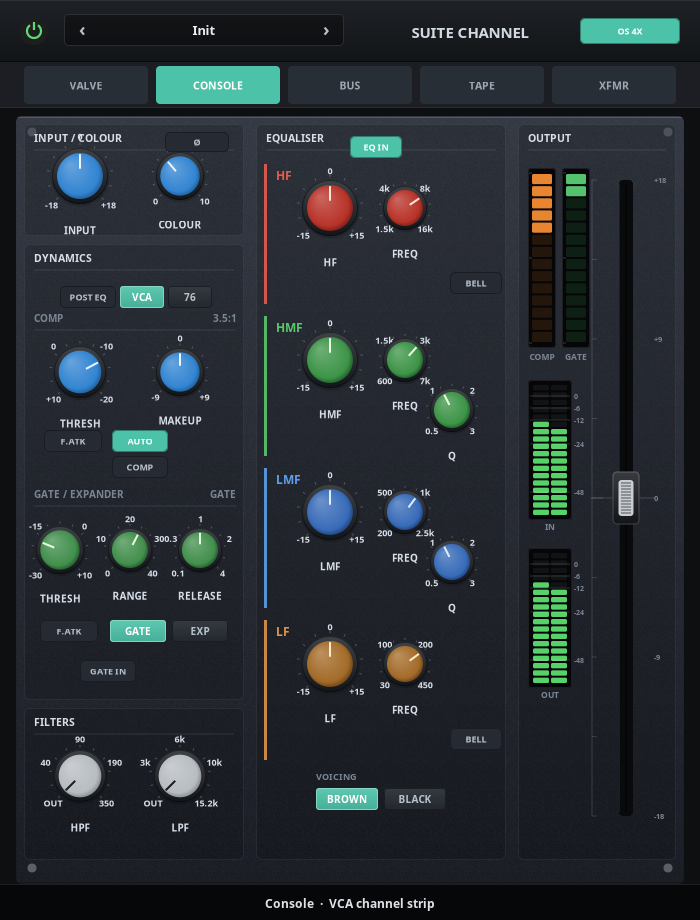 ‹ Init › SUITE CHANNEL OS 4X
VALVE CONSOLE BUS TAPE XFMR
INPUT / COLOUR Ø
0
-18 +18 0 10
INPUT COLOUR
DYNAMICS
POST EQ VCA 76
COMP 3.5:1
0 -10 0
+10 -20 -9 +9
THRESH MAKEUP
F.ATK AUTO
COMP
GATE / EXPANDER GATE
-15 0 20 10 30 1 0.3 2
-30 +10 0 40 0.1 4
THRESH RANGE RELEASE
F.ATK GATE EXP
GATE IN
FILTERS
90 6k
40 190 3k 10k
OUT 350 OUT 15.2k
HPF LPF
EQUALISER EQ IN
HF 0 4k 8k
-15 +15 1.5k 16k
HF FREQ
BELL
HMF 0 1.5k 3k
-15 +15 600 7k
HMF FREQ
1 2
0.5 3
Q
LMF 0 500 1k
-15 +15 200 2.5k
LMF FREQ
1 2
0.5 3
Q
LF 0 100 200
-15 +15 30 450
LF FREQ
BELL
VOICING
BROWN BLACK
OUTPUT
+18
+9
COMP GATE
0
-6
-12
-24
-48
IN
0
0
-6
-12
-24
-48
OUT
-9
-18
Console · VCA channel strip